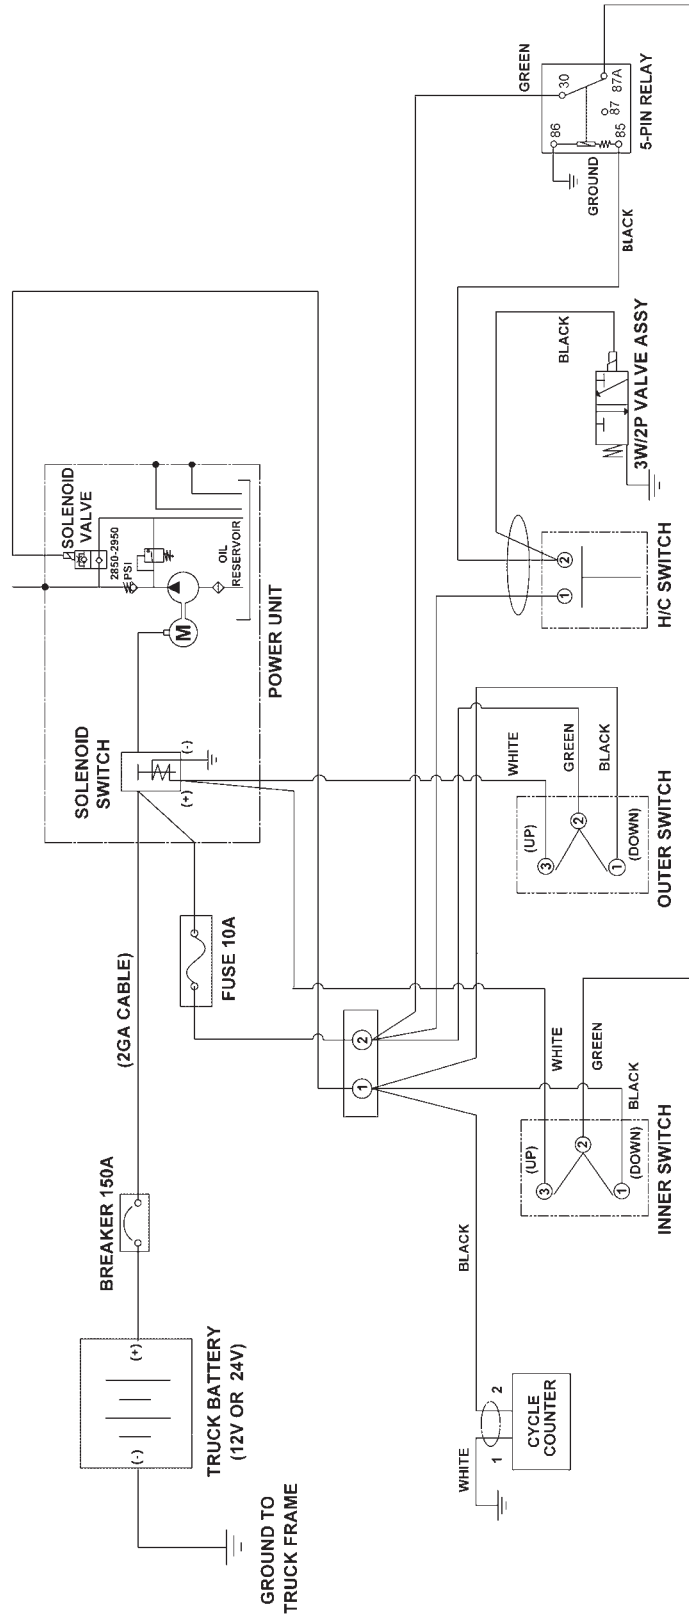 GROUND TO
TRUCK FRAME
TRUCK BATTERY
(12V OR 24V)
(-)
(+)
BREAKER 150A
(2GA CABLE)
FUSE 10A
SOLENOID
SWITCH
(+)
(-)
POWER UNIT
M
OIL
RESERVOIR
2850-2950
PSI
SOLENOID
VALVE
1
2
WHITE
BLACK
1
2
CYCLE
COUNTER
WHITE
GREEN
BLACK
(UP)
3
2
1
(DOWN)
INNER SWITCH
WHITE
GREEN
BLACK
(UP)
3
2
1
(DOWN)
OUTER SWITCH
1
2
H/C SWITCH
BLACK
3W/2P VALVE ASSY
BLACK
GREEN
GROUND
86
30
87
87A
85
5-PIN RELAY